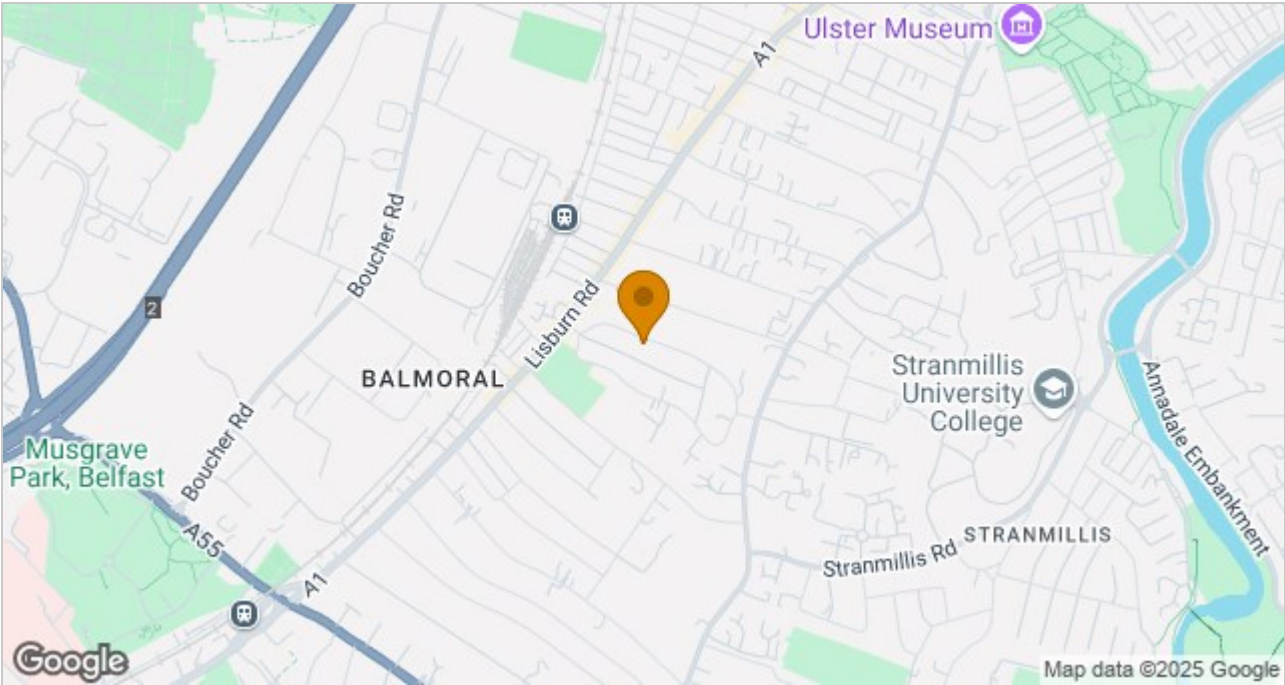 Ulster Museum
A1
Boucher Rd
2
Lisburn Rd
BALMORAL
Stranmillis
University
College
Annadale Embankment
Boucher Rd
Musgrave
Park, Belfast
A55
A1
STRANMILLIS
Stranmillis Rd
Google
Map data ©2025 Google